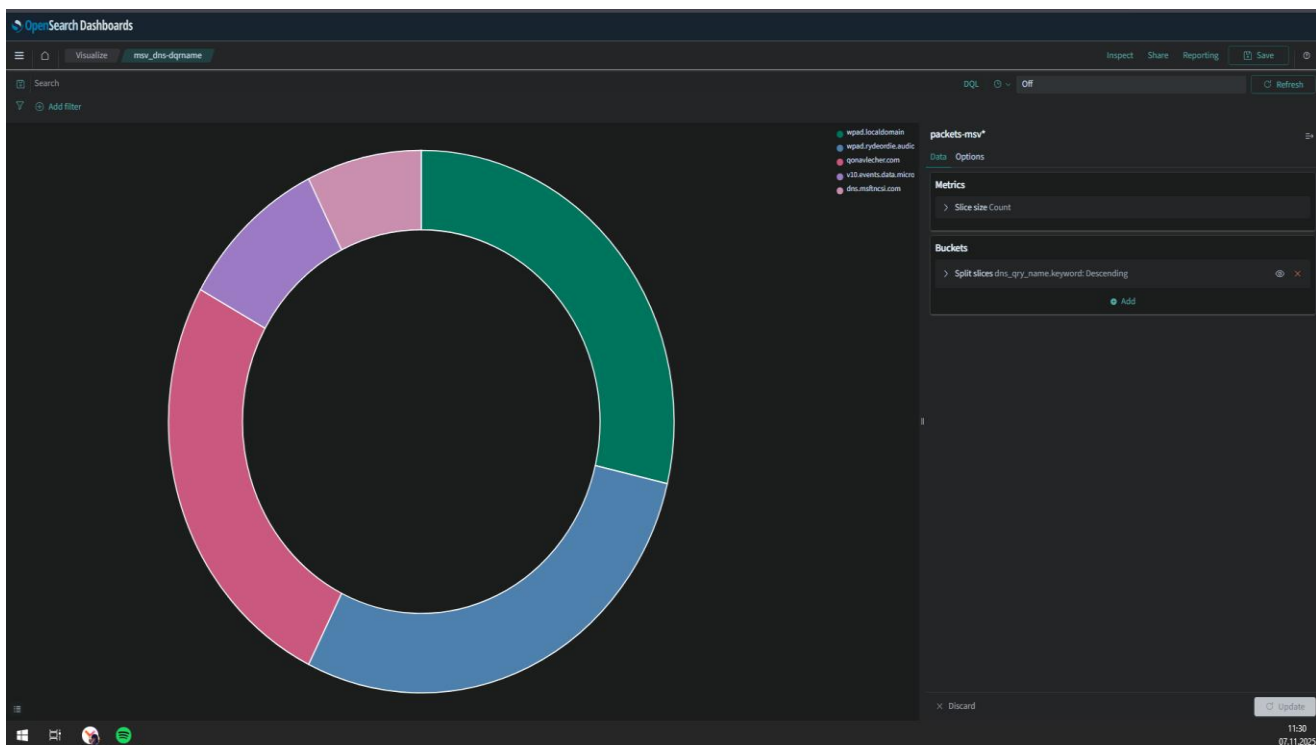 OpenSearch Dashboards
Visualize
msv_dns-dqrname
Inspect Share Reporting Save
Search
DQL Off Refresh
Add filter
wpad.localdomain
wpad.rydeordie.audic
qonavlecher.com
v10.events.data.micro
dns.msftncsi.com
packets-msv*
Data Options
Metrics
Slice size Count
Buckets
Split slices dns_qry_name.keyword: Descending
Add
Discard Update
11:30
07.11.2025